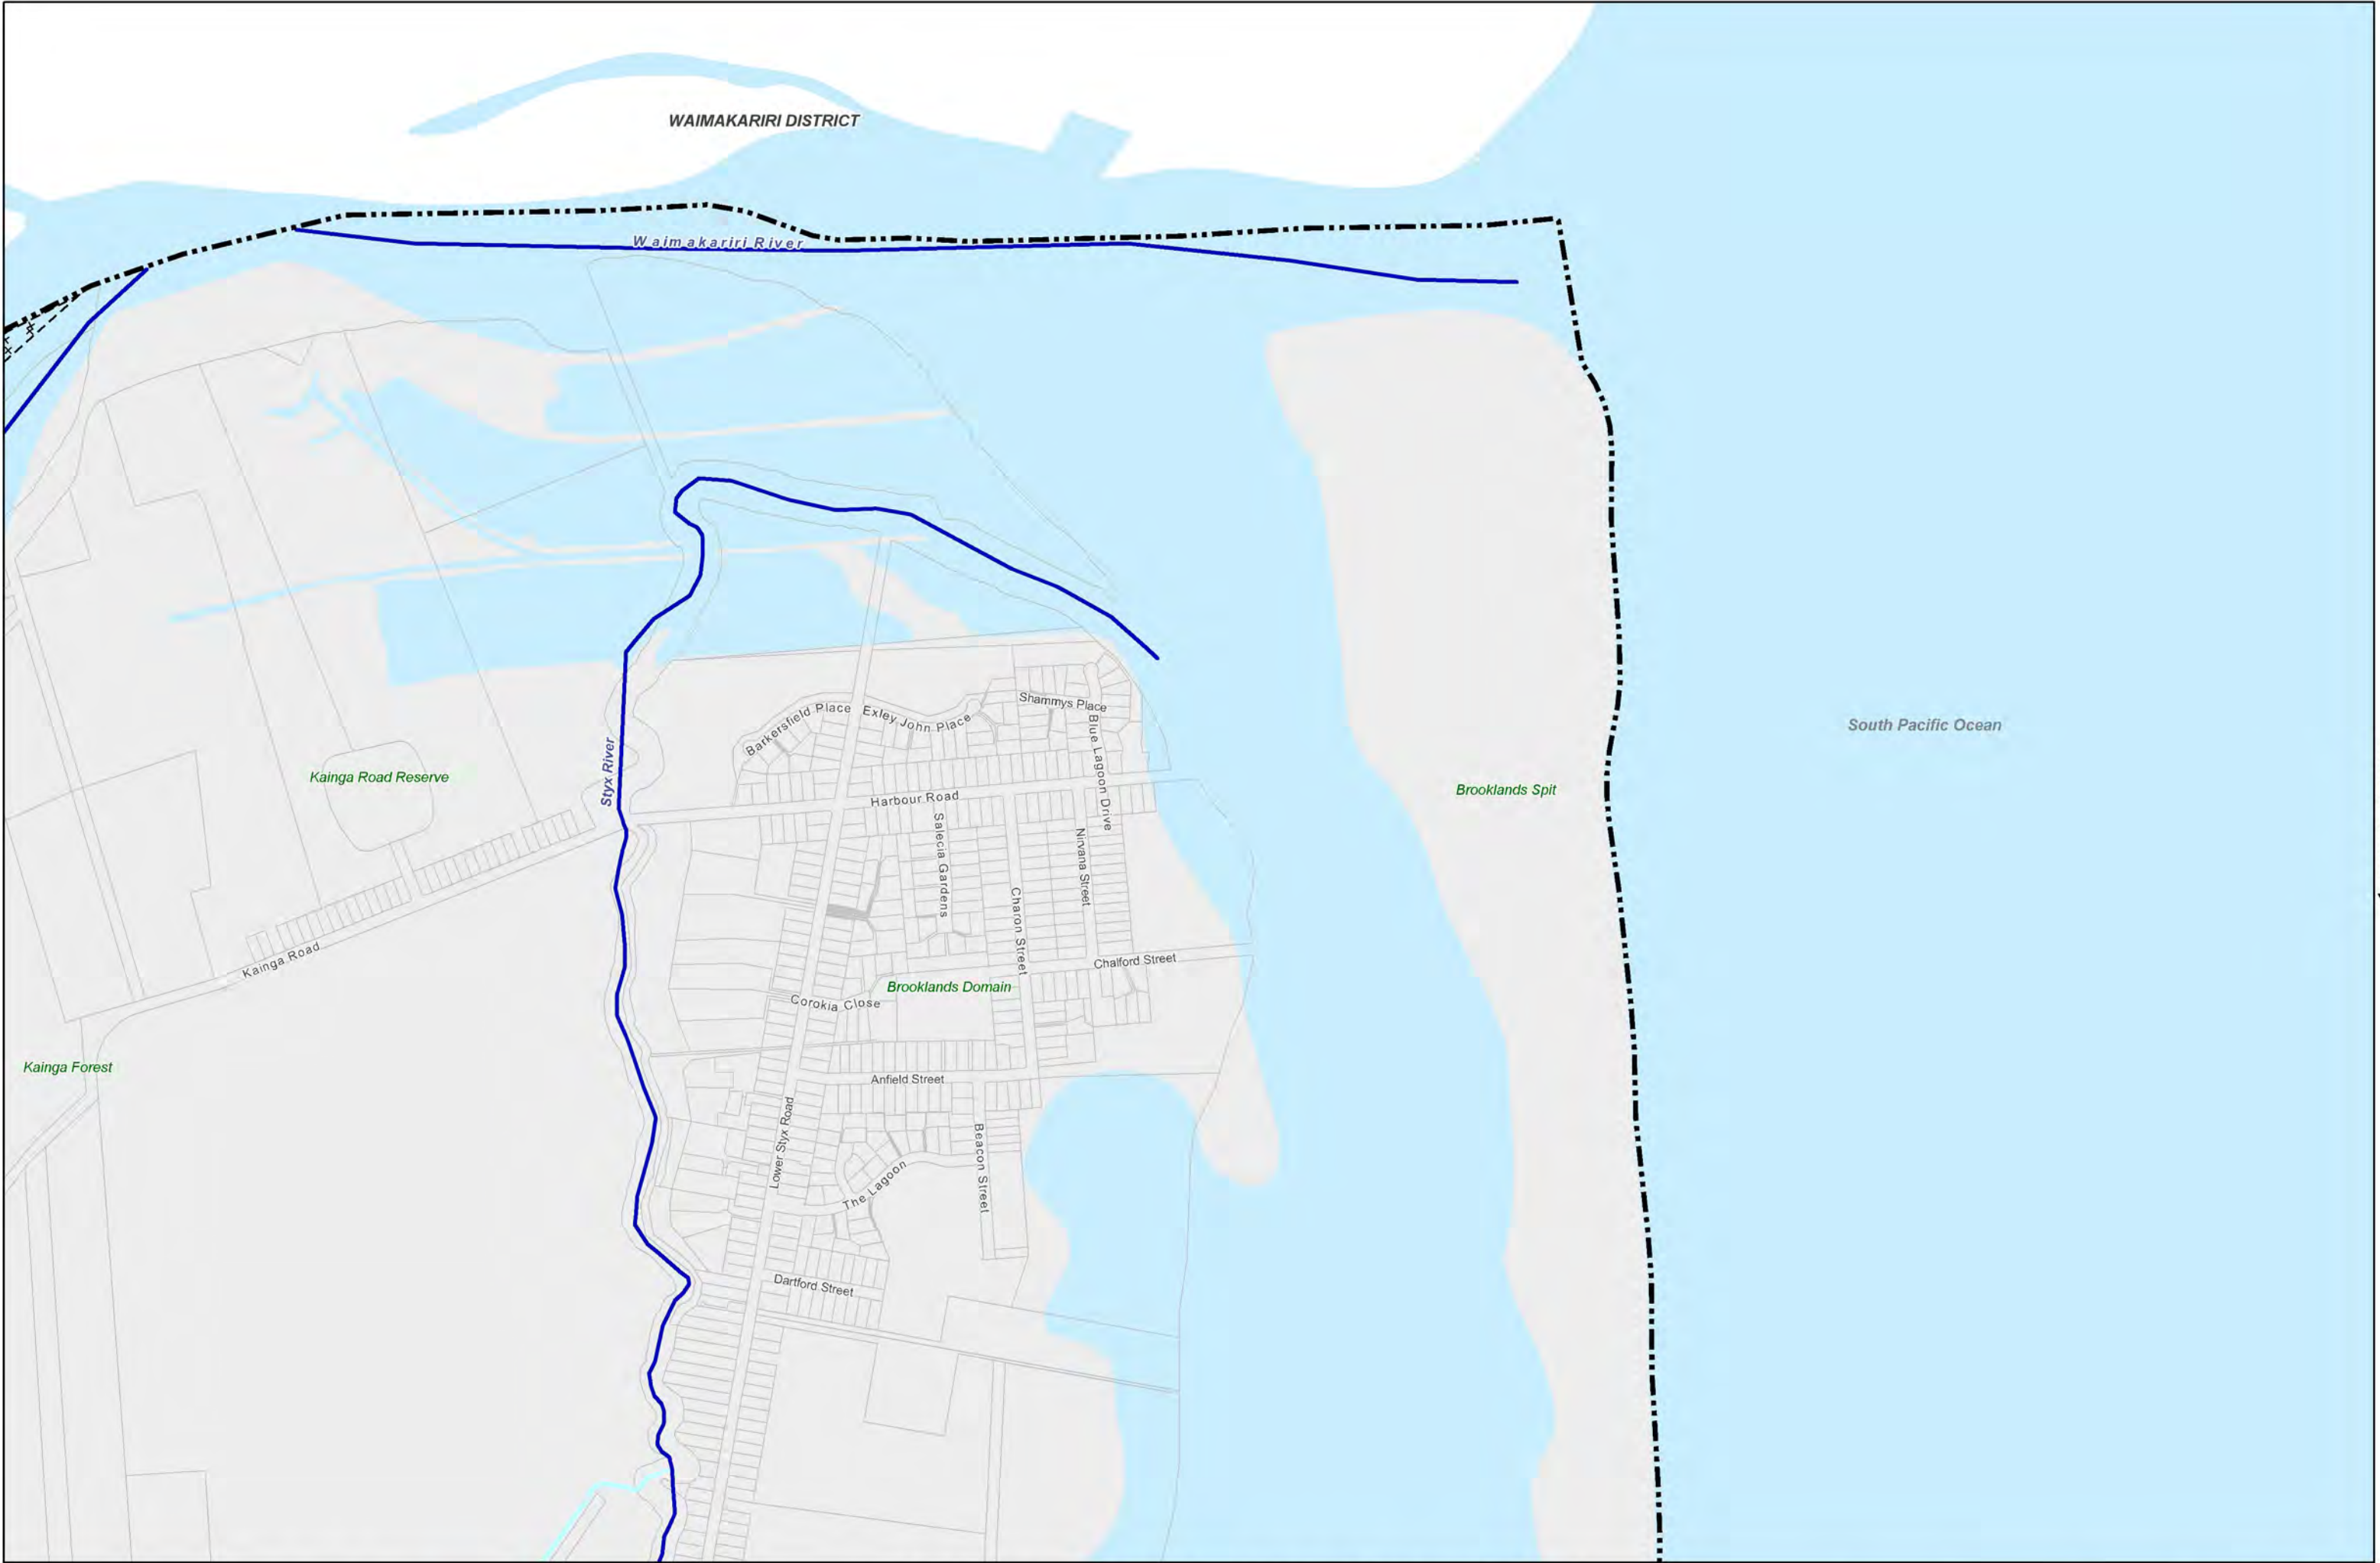 WAIMAKARIRI DISTRICT
Waimakariri River
Shammys Place
Barkersfield Place
Exley John Place
Blue Lagoon Drive
South Pacific Ocean
Styx River
Kainga Road Reserve
Harbour Road
Brooklands Spit
Salecia Gardens
Nirvana Street
Charon Street
Kainga Road
Chalford Street
Brooklands Domain
Corokia Close
Kainga Forest
Anfield Street
Lower Styx Road
Beacon Street
The Lagoon
Dartford Street